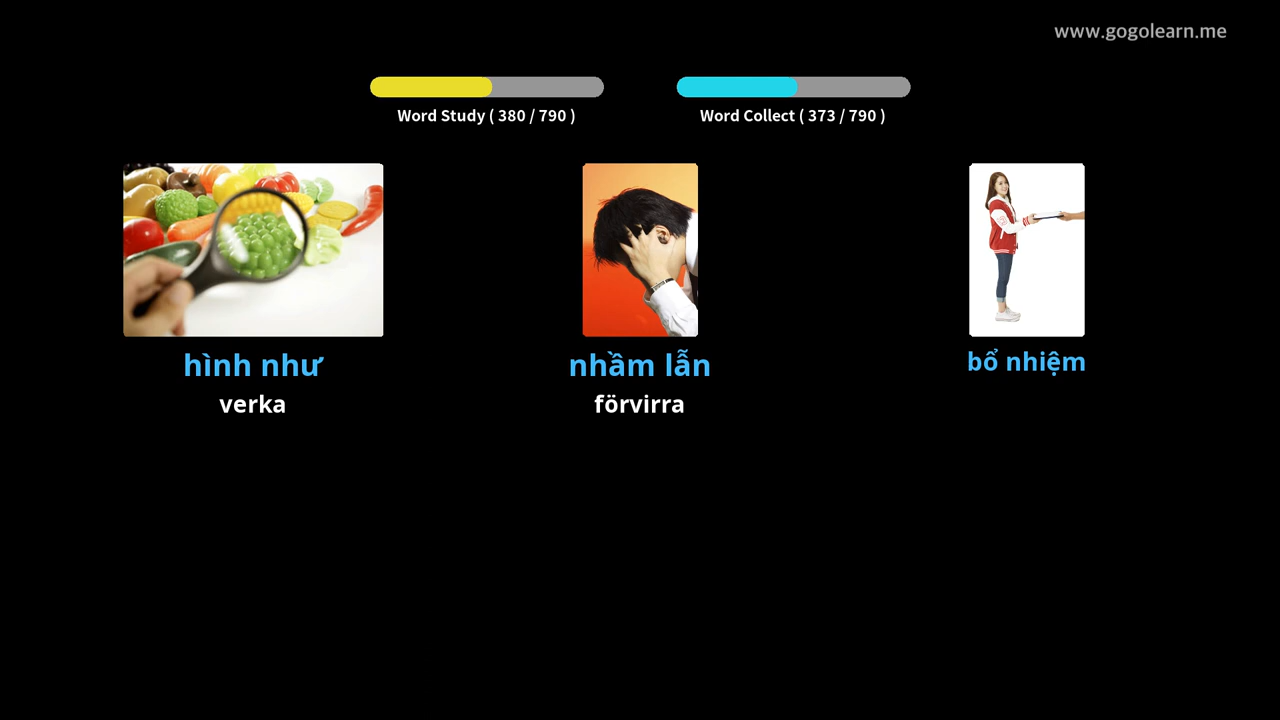 www.gogolearn.me
Word Study ( 380 / 790 )
Word Collect ( 373 / 790 )
hình như
verka
nhầm lẫn
förvirra
bổ nhiệm